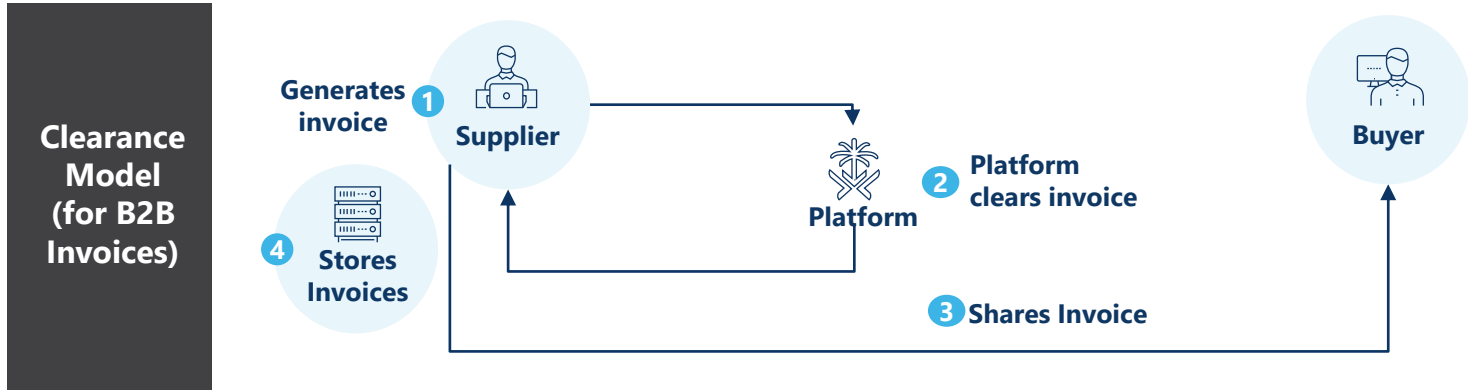 Clearance
Model
(for B2B
Invoices)
Generates
invoice
1
Supplier
Platform
2
Platform
clears invoice
Buyer
4
Stores
Invoices
3
Shares Invoice